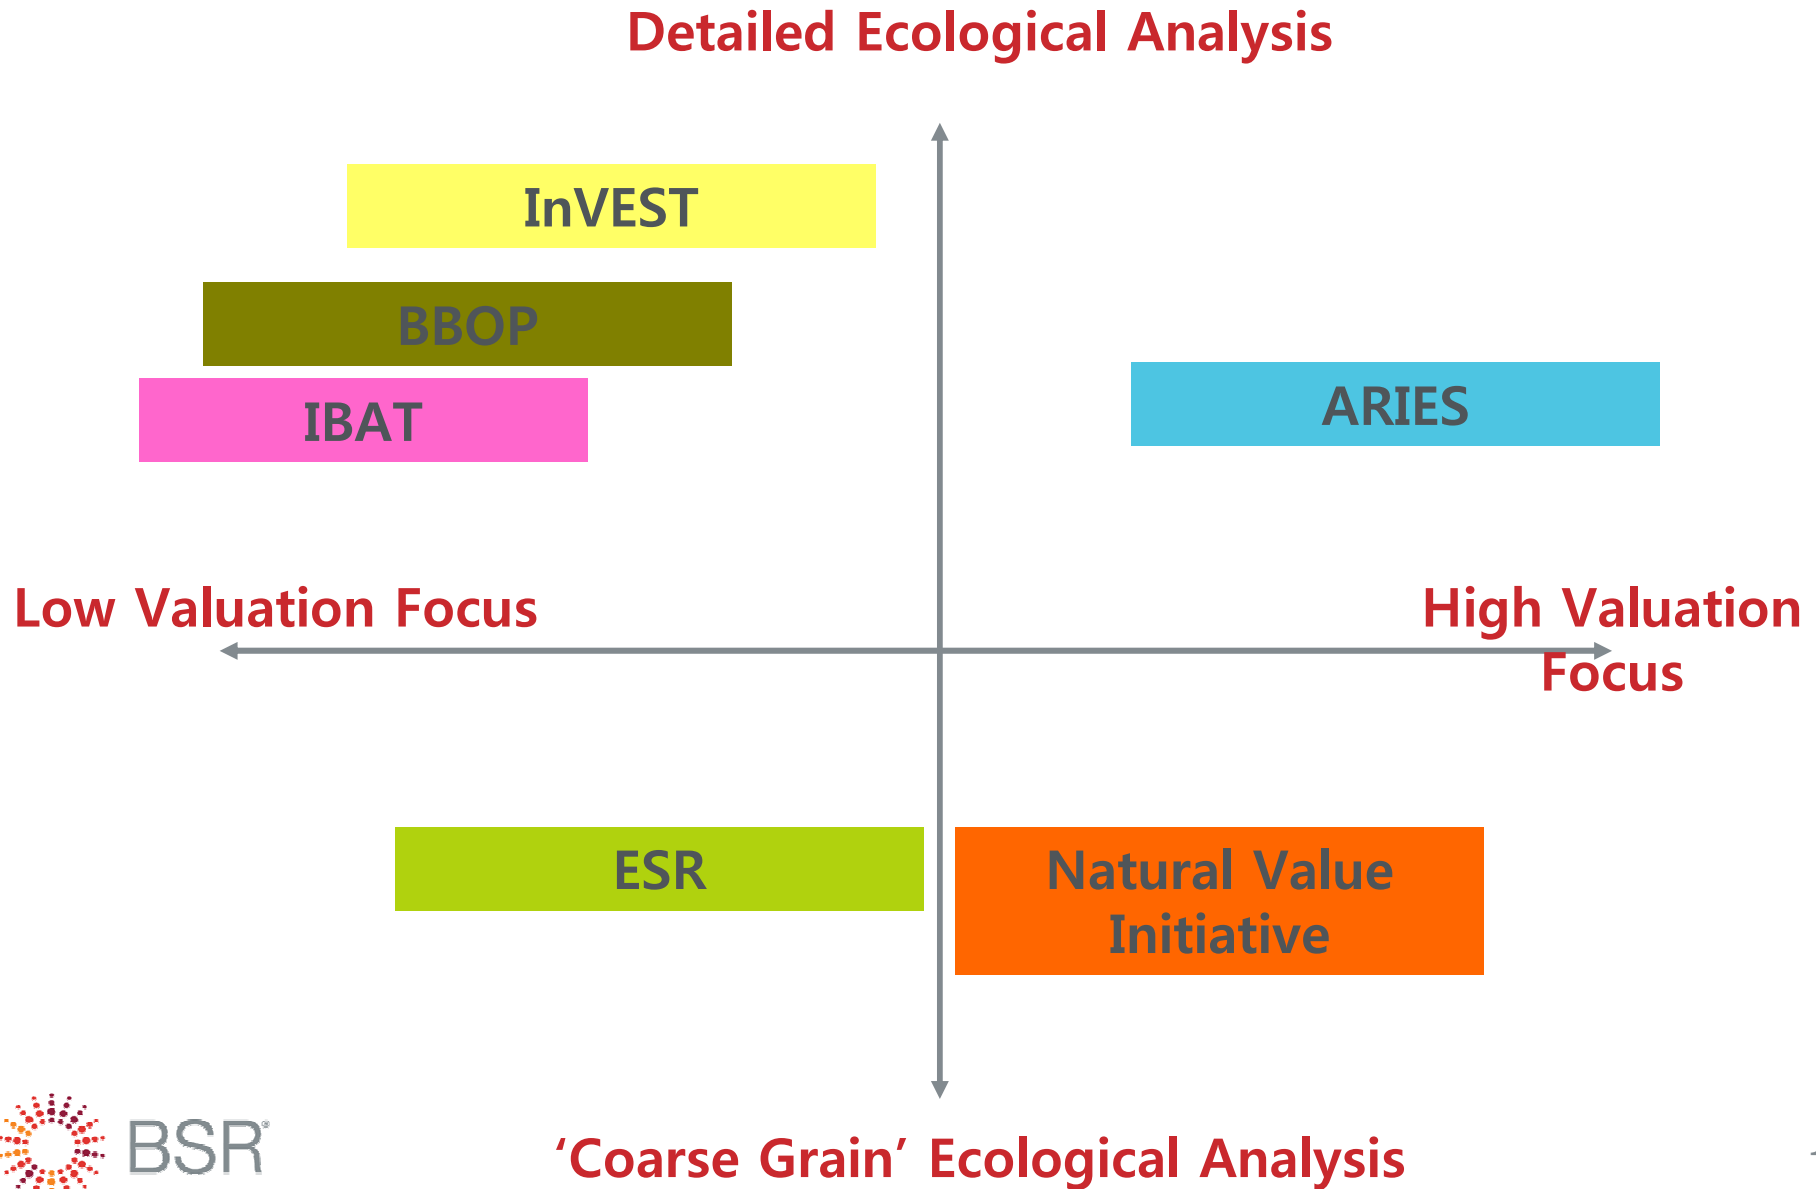 Detailed Ecological Analysis
InVEST
BBOP
IBAT
ARIES
Low Valuation Focus
High Valuation
Focus
ESR
Natural Value
Initiative
BSR®
‘Coarse Grain’ Ecological Analysis